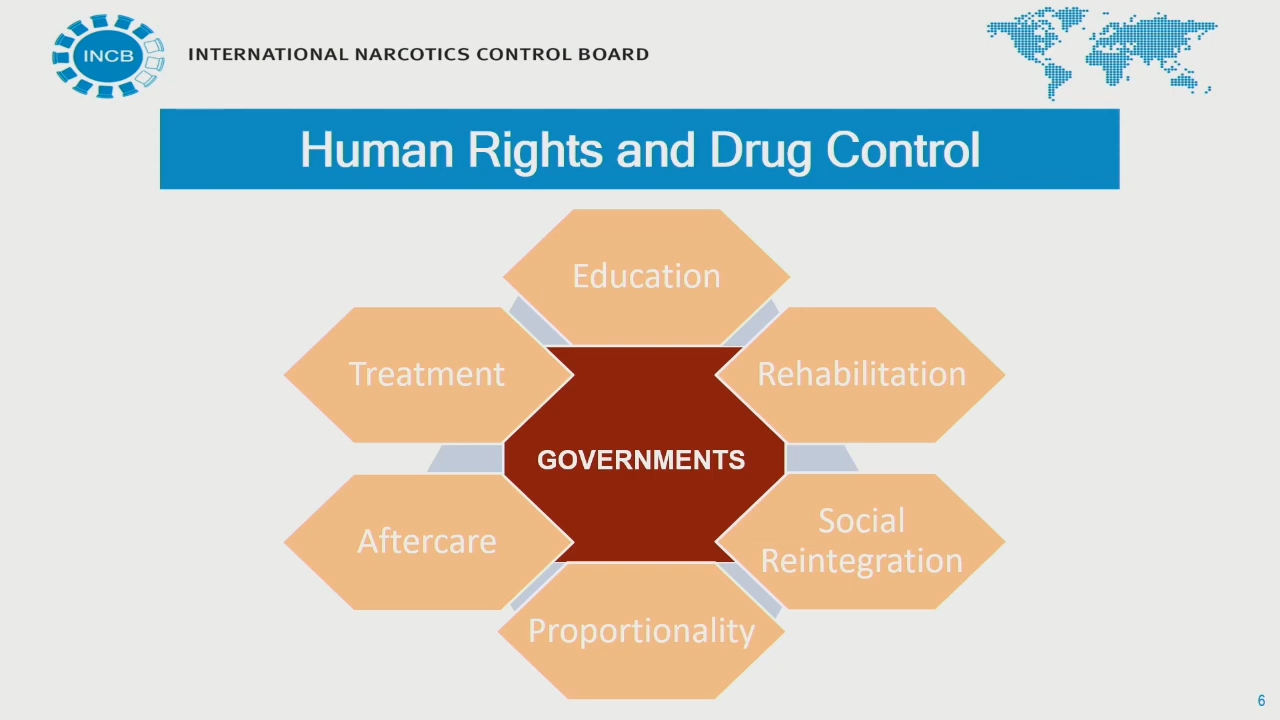 INCB
INTERNATIONAL NARCOTICS CONTROL BOARD
Human Rights and Drug Control
Education
Treatment
Rehabilitation
GOVERNMENTS
Aftercare
Social
Reintegration
Proportionality
6